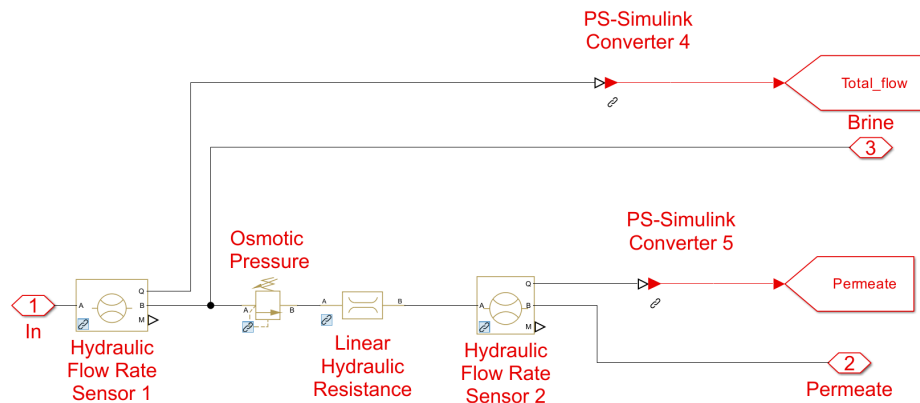 PS-Simulink
Converter 4
Total_flow
Brine
3
PS-Simulink
Converter 5
Osmotic
Pressure
Q
A
B
M
1
In
A
B
A
B
Q
A
B
M
Permeate
Hydraulic
Flow Rate
Sensor 1
Linear
Hydraulic
Resistance
Hydraulic
Flow Rate
Sensor 2
2
Permeate